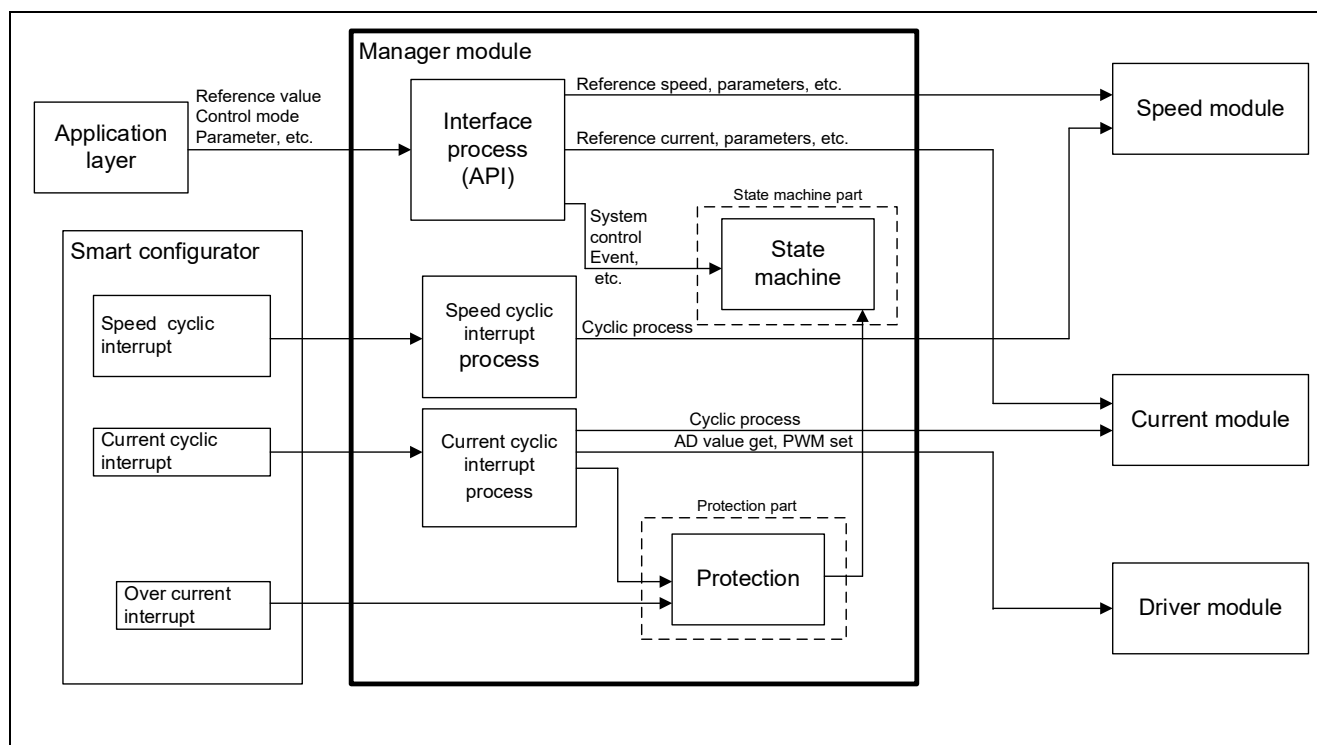 Manager module
Application
layer
Reference value
Control mode
Parameter, etc.
Interface
process
(API)
Reference speed, parameters, etc.
Reference current, parameters, etc.
Speed module
System
control
Event,
etc.
State machine part
State
machine
Smart configurator
Speed cyclic
interrupt
Speed cyclic
interrupt
process
Cyclic process
Current cyclic
interrupt
Current cyclic
interrupt
process
Cyclic process
AD value get, PWM set
Current module
Protection part
Protection
Over current
interrupt
Driver module